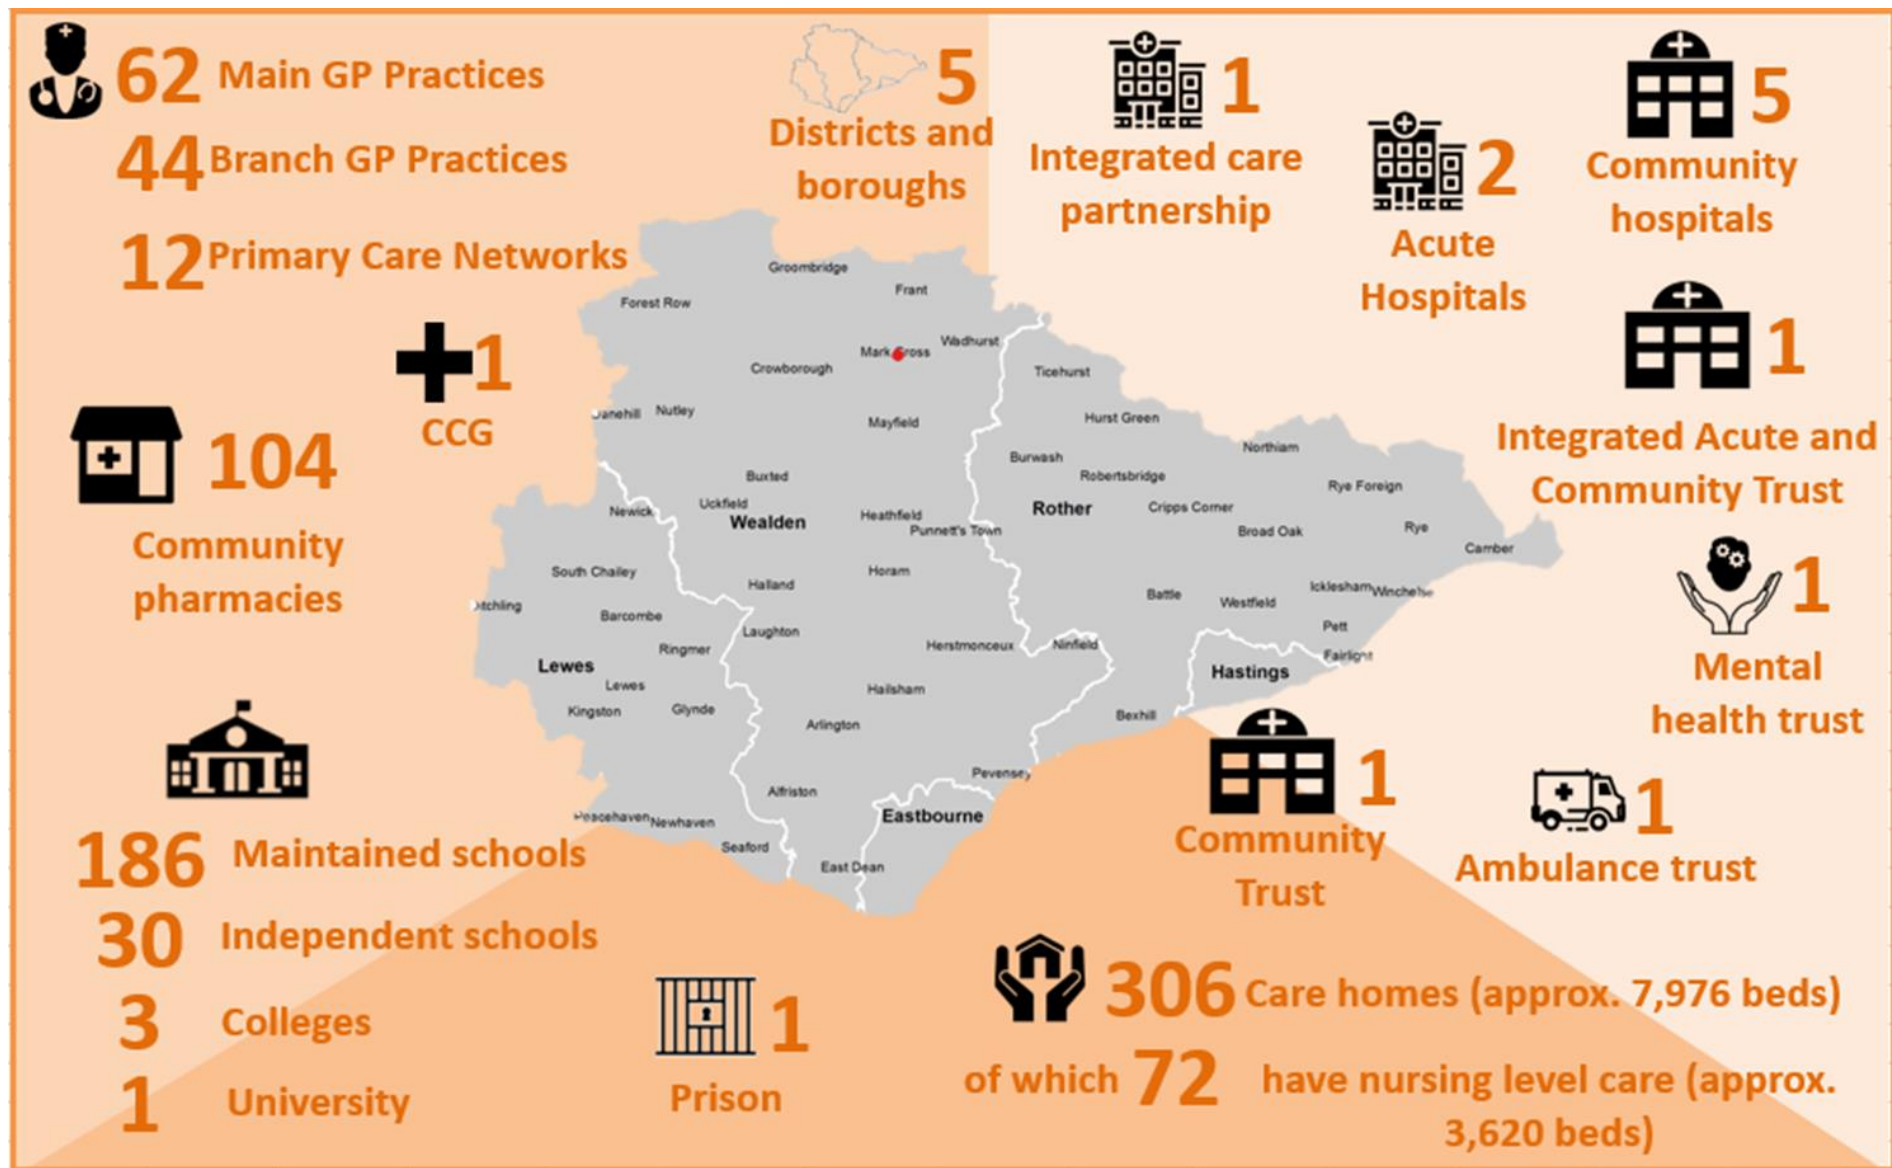 62 Main GP Practices
44 Branch GP Practices
12 Primary Care Networks
1
CCG
104
Community
pharmacies
186 Maintained schools
30 Independent schools
3 Colleges
1 University
5
Districts and
boroughs
1
Integrated care
partnership
2
Acute
Hospitals
5
Community
hospitals
1
Integrated Acute and
Community Trust
1
Mental
health trust
1
Ambulance trust
1
Community
Trust
1
Prison
306 Care homes (approx. 7,976 beds)
of which 72 have nursing level care (approx.
3,620 beds)
Groombridge
Frant
Forest Row
Wadhurst
Mark Cross
Crowborough
Ticehurst
Nutley
Mayfield
Hurst Green
Northiam
Burwash
Buxted
Robertsbridge
Rye Foreign
Uckfield
Newick
Wealden
Heathfield
Rother
Cripps Corner
Punnett's Town
Broad Oak
Rye
Camber
South Chailey
Horam
Halland
Battle
Westfield
Icklesham
Barcombe
Laughton
Pett
Ringmer
Herstmonceux
Ninfield
Fairlight
Lewes
Hastings
Lewes
Hailsham
Kingston
Glynde
Arlington
Bexhill
Pevensey
Alfriston
Newhaven
Eastbourne
Seaford
East Dean